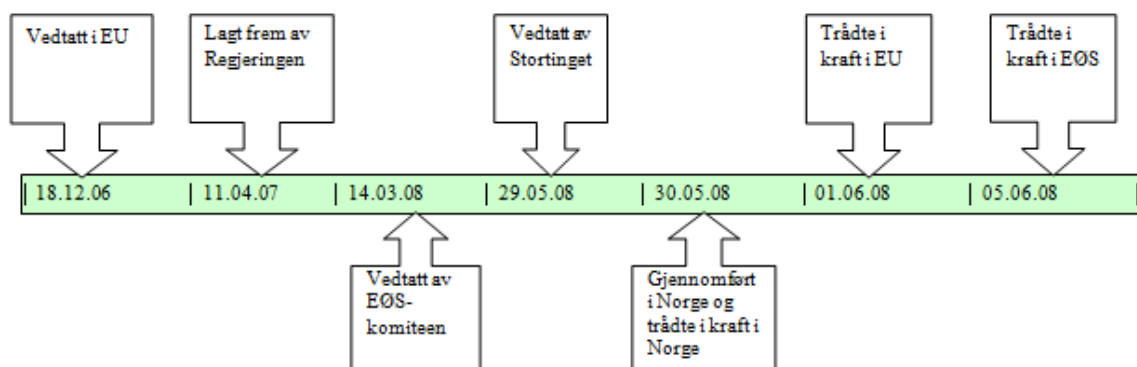 Vedtatt i EU
Lagt frem av
Regjeringen
Vedtatt av
Stortinget
Trådte i
kraft i EU
Trådte i
kraft i EØS
| 18.12.06 | 11.04.07 | 14.03.08 | 29.05.08 | 30.05.08 | 01.06.08 | 05.06.08 |
Vedtatt av
EØS-
komiteen
Gjennomført
i Norge og
trådte i kraft i
Norge